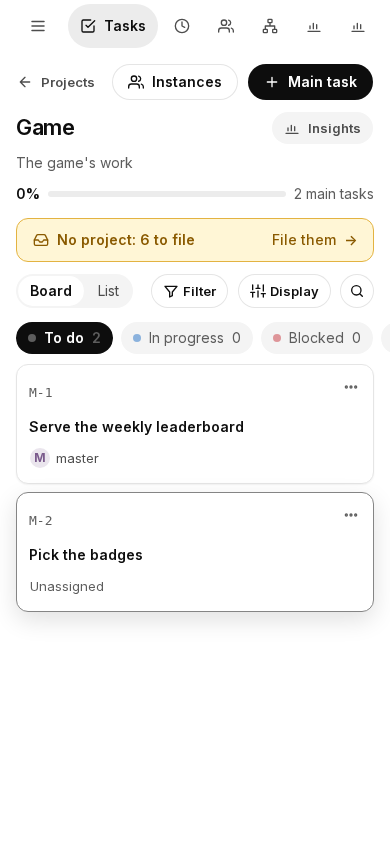 Tasks
Projects
Instances
Main task
Game
Insights
The game's work
0%
2 main tasks
No project: 6 to file
File them
Board
List
Filter
Display
To do 2
In progress 0
Blocked 0
M-1
Serve the weekly leaderboard
M master
M-2
Pick the badges
Unassigned